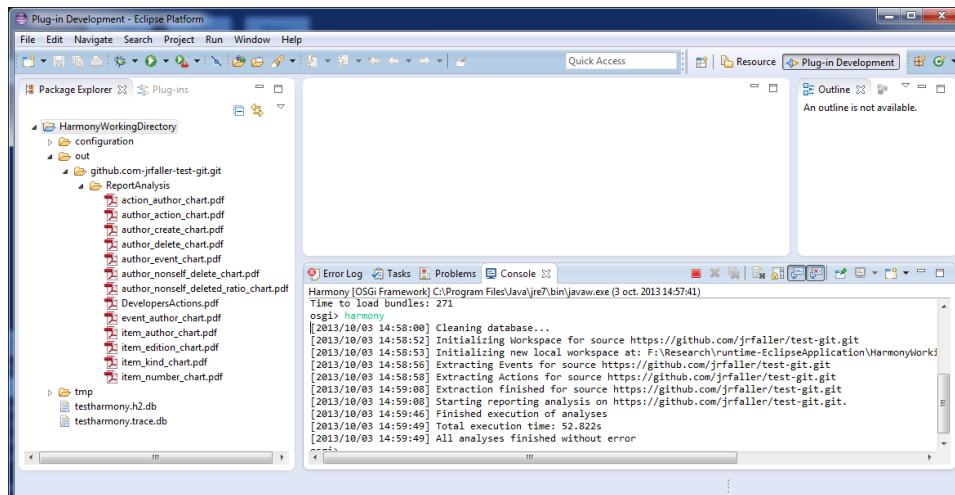 Plug-in Development - Eclipse Platform
File Edit Navigate Search Project Run Window Help
Quick Access
Resource
Plug-in Development
Package Explorer
Plug-ins
HarmonyWorkingDirectory
configuration
out
github.com-jrfaller-test-git.git
ReportAnalysis
action_author_chart.pdf
author_action_chart.pdf
author_create_chart.pdf
author_delete_chart.pdf
author_event_chart.pdf
author_nonself_delete_chart.pdf
author_nonself_deleted_ratio_chart.pdf
DevelopersActions.pdf
event_author_chart.pdf
item_author_chart.pdf
item_edition_chart.pdf
item_kind_chart.pdf
item_number_chart.pdf
tmp
testharmony.h2.db
testharmony.trace.db
Outline
An outline is not available.
Error Log Tasks Problems Console
Harmony [OSGi Framework] C:\Program Files\Java\jre7\bin\javaw.exe (3 oct. 2013 14:57:41)
Time to load bundles: 271
osgi> harmony
[2013/10/03 14:58:00] Cleaning database...
[2013/10/03 14:58:52] Initializing Workspace for source https://github.com/jrfaller/test-git.git
[2013/10/03 14:58:53] Initializing new local workspace at: F:\Research\runtime-EclipseApplication\HarmonyWorki
[2013/10/03 14:58:56] Extracting Events for source https://github.com/jrfaller/test-git.git
[2013/10/03 14:58:58] Extracting Actions for source https://github.com/jrfaller/test-git.git
[2013/10/03 14:59:08] Extraction finished for source https://github.com/jrfaller/test-git.git
[2013/10/03 14:59:08] Starting reporting analysis on https://github.com/jrfaller/test-git.git.
[2013/10/03 14:59:46] Finished execution of analyses
[2013/10/03 14:59:49] Total execution time: 52.822s
[2013/10/03 14:59:49] All analyses finished without error
osgi>